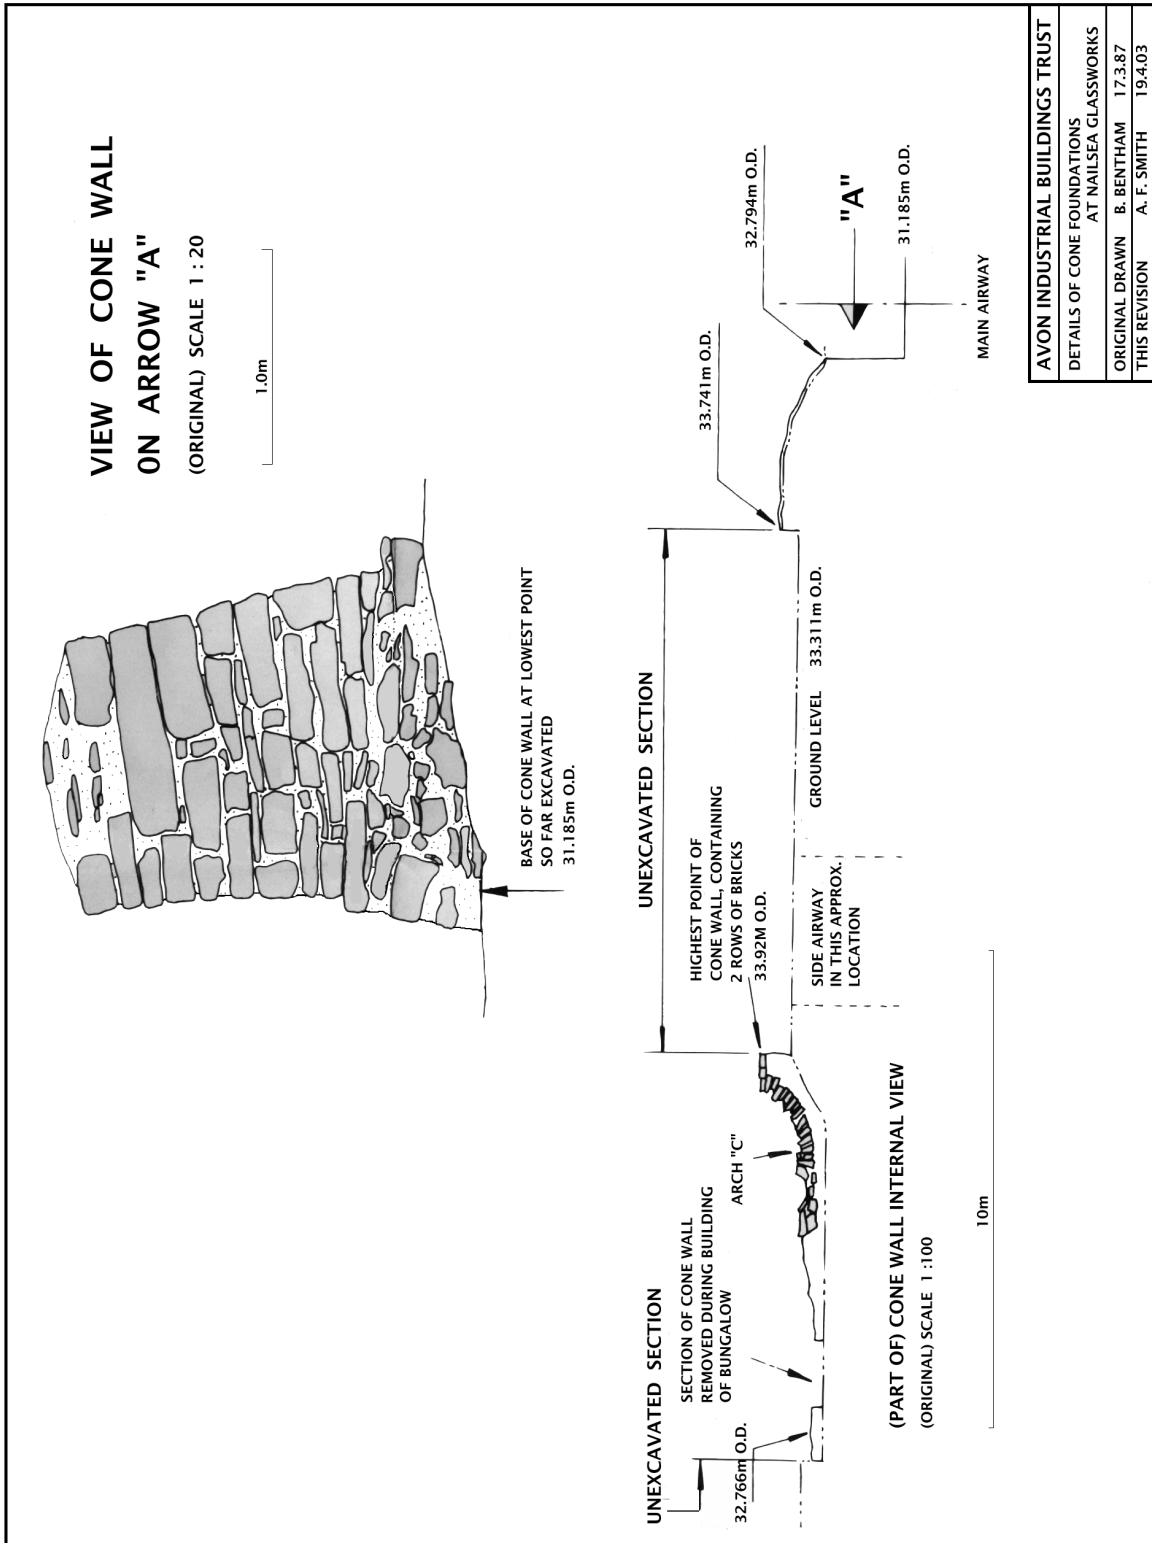 VIEW OF CONE WALL
0N ARROW "A"
(ORIGINAL) SCALE 1 : 20
1.0m
BASE OF CONE WALL AT LOWEST POINT
SO FAR EXCAVATED
31.185m O.D.
UNEXCAVATED SECTION
SECTION OF CONE WALL
REMOVED DURING BUILDING
OF BUNGALOW
32.766m O.D.
ARCH "C"
UNEXCAVATED SECTION
HIGHEST POINT OF
CONE WALL, CONTAINING
2 ROWS OF BRICKS
33.92M O.D.
SIDE AIRWAY
IN THIS APPROX.
LOCATION
GROUND LEVEL 33.311m O.D.
33.741m O.D.
32.794m O.D.
"A"
31.185m O.D.
MAIN AIRWAY
(PART OF) CONE WALL INTERNAL VIEW
(ORIGINAL) SCALE 1 :100
10m
AVON INDUSTRIAL BUILDINGS TRUST
DETAILS OF CONE FOUNDATIONS
AT NAILSEA GLASSWORKS
ORIGINAL DRAWN B. BENTHAM 17.3.87
THIS REVISION A. F. SMITH 19.4.03